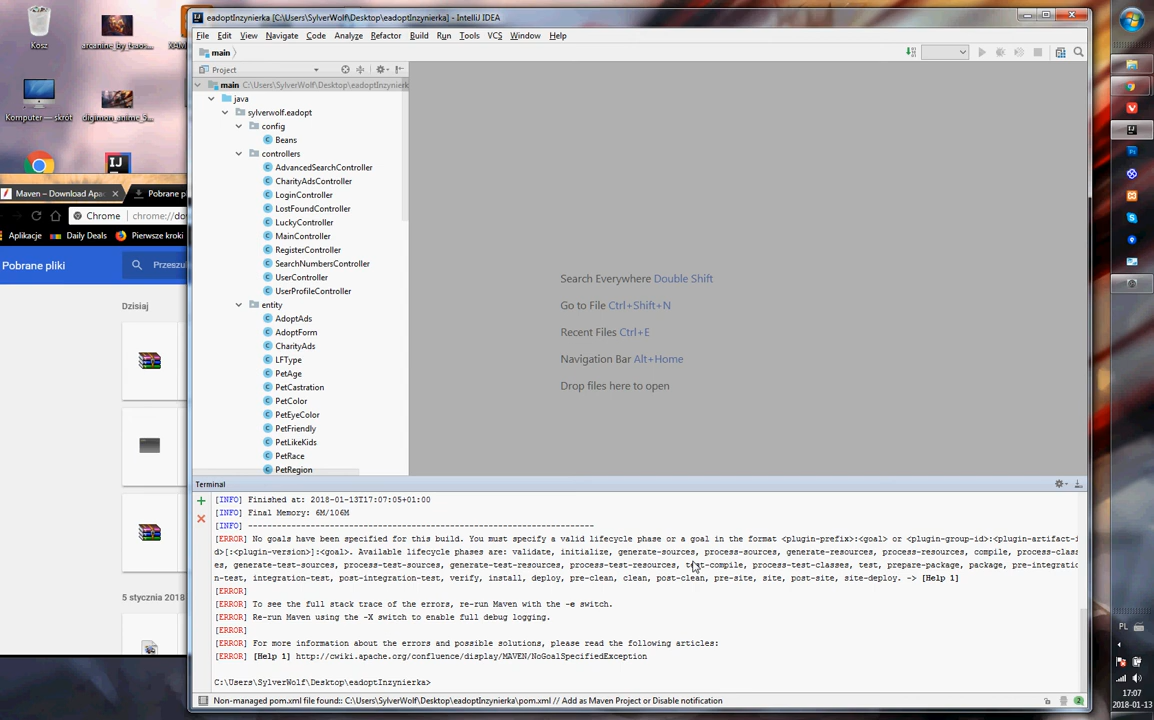 Kosz
arcanine_by_tsaos...
XAM
Komputer — skrót
digimon_anime_S...
Maven – Download Apa
Pobrane pl
Chrome
chrome://do
Aplikacje
Daily Deals
Pierwsze kroki
Pobrane pliki
Przeszu
Dzisiaj
5 stycznia 2018
eadoptInzynierka [C:\Users\SylverWolf\Desktop\eadoptInzynierka] - IntelliJ IDEA
File Edit View Navigate Code Analyze Refactor Build Run Tools VCS Window Help
main
Project
main C:\Users\SylverWolf\Desktop\eadoptInzynierk
java
sylverwolf.eadopt
config
Beans
controllers
AdvancedSearchController
CharityAdsController
LoginController
LostFoundController
LuckyController
MainController
RegisterController
SearchNumbersController
UserController
UserProfileController
entity
AdoptAds
AdoptForm
CharityAds
LFType
PetAge
PetCastration
PetColor
PetEyeColor
PetFriendly
PetLikeKids
PetRace
PetRegion
Search Everywhere Double Shift
Go to File Ctrl+Shift+N
Recent Files Ctrl+E
Navigation Bar Alt+Home
Drop files here to open
Terminal
[INFO] Finished at: 2018-01-13T17:07:05+01:00
[INFO] Final Memory: 6M/106M
[INFO] ------------------------------------------------------------------------
[ERROR] No goals have been specified for this build. You must specify a valid lifecycle phase or a goal in the format <plugin-prefix>:<goal> or <plugin-group-id>:<plugin-artifact-i
d>[:<plugin-version>]:<goal>. Available lifecycle phases are: validate, initialize, generate-sources, process-sources, generate-resources, process-resources, compile, process-class
es, generate-test-sources, process-test-sources, generate-test-resources, process-test-resources, test-compile, process-test-classes, test, prepare-package, package, pre-integratio
n-test, integration-test, post-integration-test, verify, install, deploy, pre-clean, clean, post-clean, pre-site, site, post-site, site-deploy. -> [Help 1]
[ERROR]
[ERROR] To see the full stack trace of the errors, re-run Maven with the -e switch.
[ERROR] Re-run Maven using the -X switch to enable full debug logging.
[ERROR]
[ERROR] For more information about the errors and possible solutions, please read the following articles:
[ERROR] [Help 1] http://cwiki.apache.org/confluence/display/MAVEN/NoGoalSpecifiedException
C:\Users\SylverWolf\Desktop\eadoptInzynierka>
Non-managed pom.xml file found:: C:\Users\SylverWolf\Desktop\eadoptInzynierka\pom.xml // Add as Maven Project or Disable notification
PL
17:07
2018-01-13